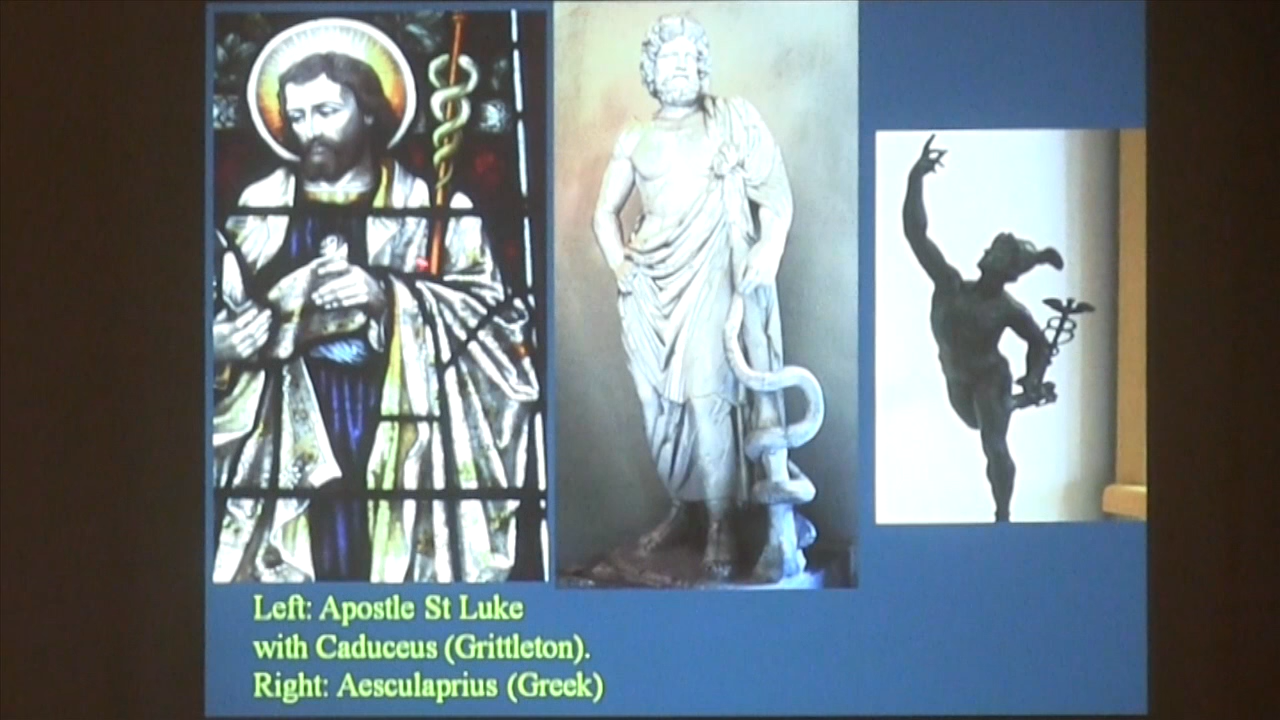 Left: Apostle St Luke
with Caduceus (Grittleton).
Right: Aesculaprius (Greek)